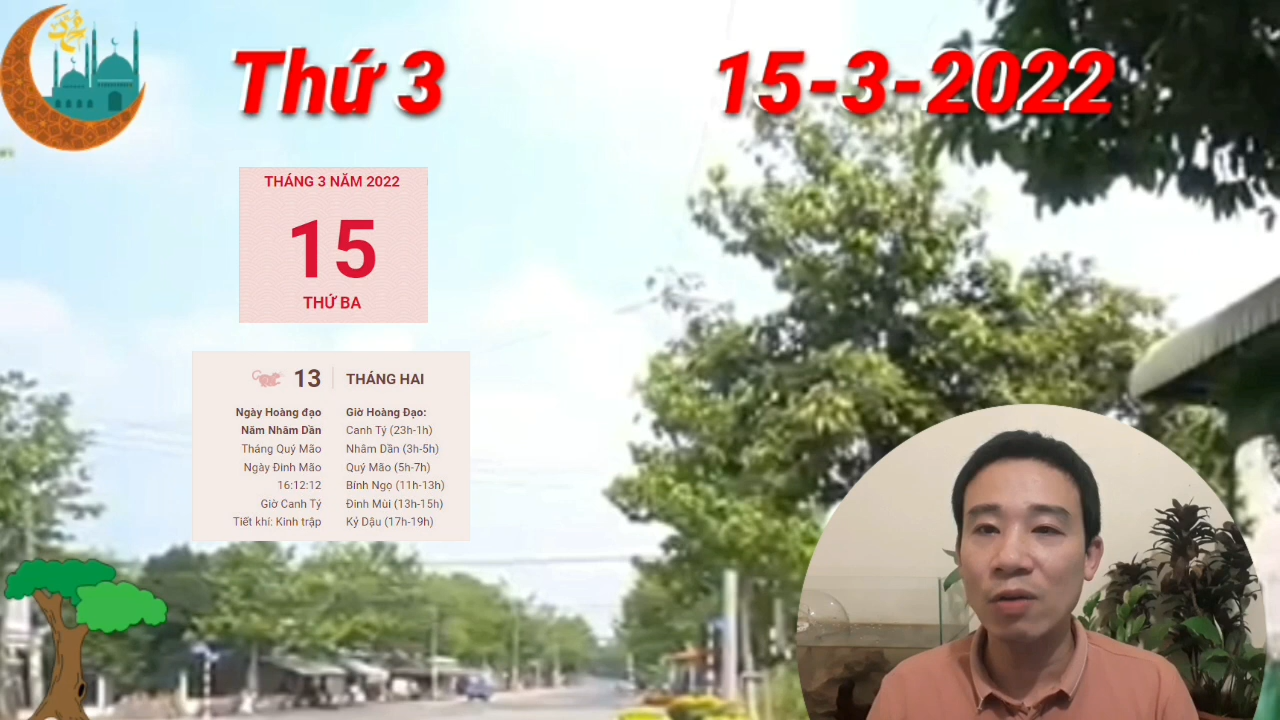 Thứ 3
15-3-2022
THÁNG 3 NĂM 2022
15
THỨ BA
13
THÁNG HAI
Ngày Hoàng đạo
Năm Nhâm Dần
Tháng Quý Mão
Ngày Đinh Mão
16:12:12
Giờ Canh Tý
Tiết khí: Kinh trập
Giờ Hoàng Đạo:
Canh Tý (23h-1h)
Nhâm Dần (3h-5h)
Quý Mão (5h-7h)
Bính Ngọ (11h-13h)
Đinh Mùi (13h-15h)
Kỷ Dậu (17h-19h)